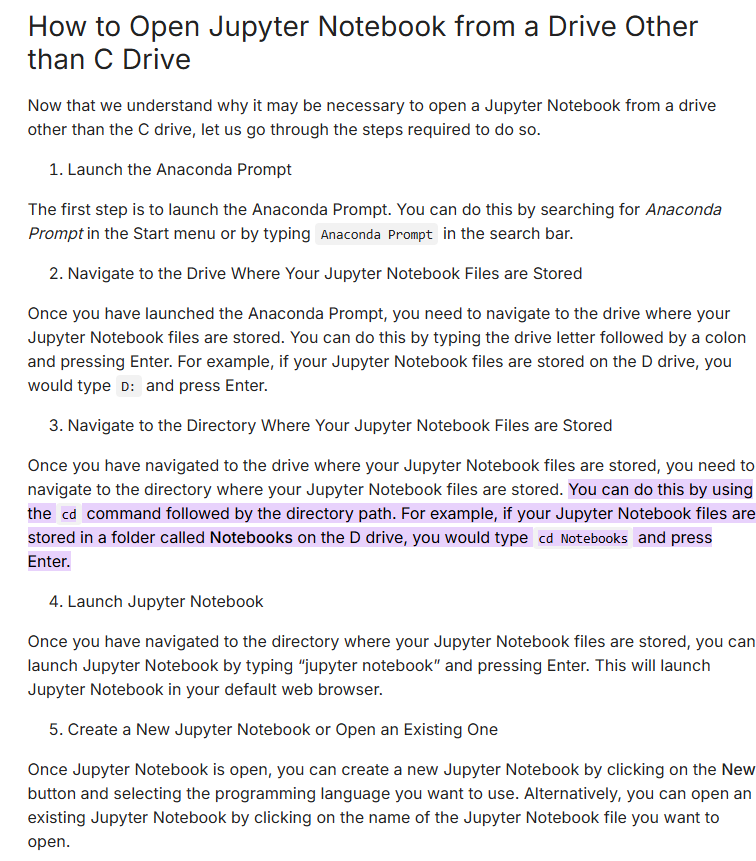 How to Open Jupyter Notebook from a Drive Other
than C Drive
Now that we understand why it may be necessary to open a Jupyter Notebook from a drive
other than the C drive, let us go through the steps required to do so.
1. Launch the Anaconda Prompt
The first step is to launch the Anaconda Prompt. You can do this by searching for Anaconda
Prompt in the Start menu or by typing Anaconda Prompt in the search bar.
2. Navigate to the Drive Where Your Jupyter Notebook Files are Stored
Once you have launched the Anaconda Prompt, you need to navigate to the drive where your
Jupyter Notebook files are stored. You can do this by typing the drive letter followed by a colon
and pressing Enter. For example, if your Jupyter Notebook files are stored on the D drive, you
would type D: and press Enter.
3. Navigate to the Directory Where Your Jupyter Notebook Files are Stored
Once you have navigated to the drive where your Jupyter Notebook files are stored, you need to
navigate to the directory where your Jupyter Notebook files are stored. You can do this by using
the cd command followed by the directory path. For example, if your Jupyter Notebook files are
stored in a folder called Notebooks on the D drive, you would type cd Notebooks and press
Enter.
4. Launch Jupyter Notebook
Once you have navigated to the directory where your Jupyter Notebook files are stored, you can
launch Jupyter Notebook by typing “jupyter notebook” and pressing Enter. This will launch
Jupyter Notebook in your default web browser.
5. Create a New Jupyter Notebook or Open an Existing One
Once Jupyter Notebook is open, you can create a new Jupyter Notebook by clicking on the New
button and selecting the programming language you want to use. Alternatively, you can open an
existing Jupyter Notebook by clicking on the name of the Jupyter Notebook file you want to
open.